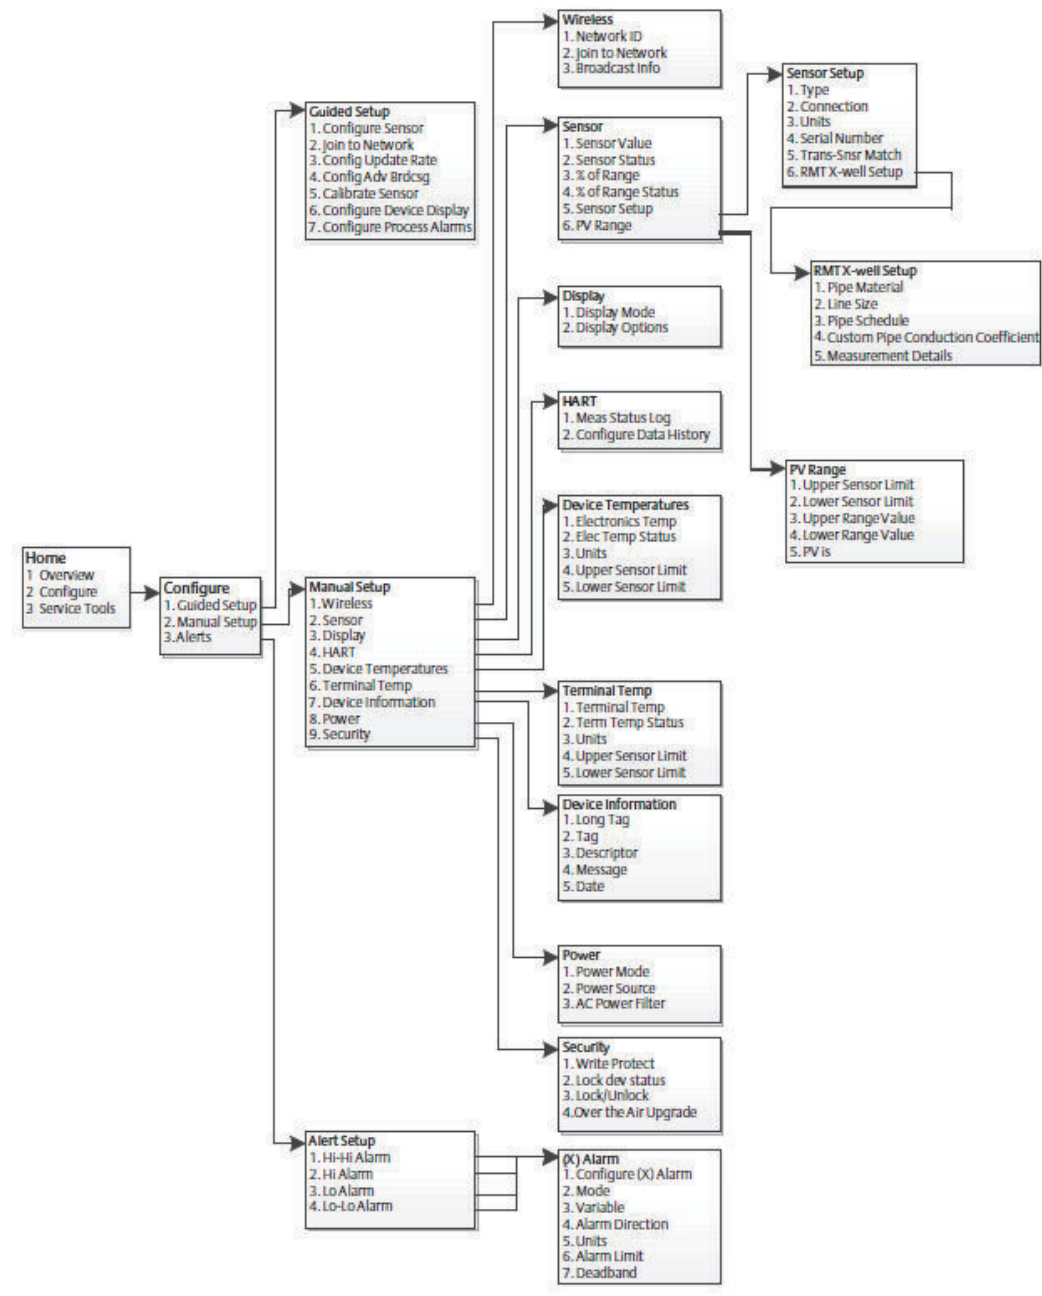 Home
1 Overview
2 Configure
3 Service Tools
Configure
1. Guided Setup
2. Manual Setup
3. Alerts
Guided Setup
1. Configure Sensor
2. Join to Network
3. Config Update Rate
4. Config Adv Brdcsg
5. Calibrate Sensor
6. Configure Device Display
7. Configure Process Alarms
Manual Setup
1. Wireless
2. Sensor
3. Display
4. HART
5. Device Temperatures
6. Terminal Temp
7. Device Information
8. Power
9. Security
Alert Setup
1. Hi-Hi Alarm
2. Hi Alarm
3. Lo Alarm
4. Lo-Lo Alarm
Wireless
1. Network ID
2. Join to Network
3. Broadcast Info
Sensor
1. Sensor Value
2. Sensor Status
3. % of Range
4. % of Range Status
5. Sensor Setup
6. PV Range
Display
1. Display Mode
2. Display Options
HART
1. Meas Status Log
2. Configure Data History
Device Temperatures
1. Electronics Temp
2. Elec Temp Status
3. Units
4. Upper Sensor Limit
5. Lower Sensor Limit
Terminal Temp
1. Terminal Temp
2. Term Temp Status
3. Units
4. Upper Sensor Limit
5. Lower Sensor Limit
Device Information
1. Long Tag
2. Tag
3. Descriptor
4. Message
5. Date
Power
1. Power Mode
2. Power Source
3. AC Power Filter
Security
1. Write Protect
2. Lock dev status
3. Lock/Unlock
4.Over the Air Upgrade
(X) Alarm
1. Configure (X) Alarm
2. Mode
3. Variable
4. Alarm Direction
5. Units
6. Alarm Limit
7. Deadband
Sensor Setup
1. Type
2. Connection
3. Units
4. Serial Number
5. Trans-Snsr Match
6. RMT X-well Setup
RMT X-well Setup
1. Pipe Material
2. Line Size
3. Pipe Schedule
4. Custom Pipe Conduction Coefficient
5. Measurement Details
PV Range
1. Upper Sensor Limit
2. Lower Sensor Limit
3. Upper Range Value
4. Lower Range Value
5. PV is